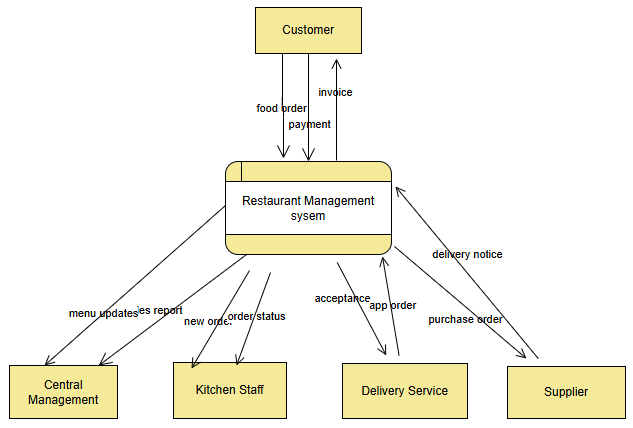 Customer
invoice
food order
payment
Restaurant Management
sysem
delivery notice
acceptance
app order
menu updates
es report
new order
order status
purchase order
Central
Management
Kitchen Staff
Delivery Service
Supplier